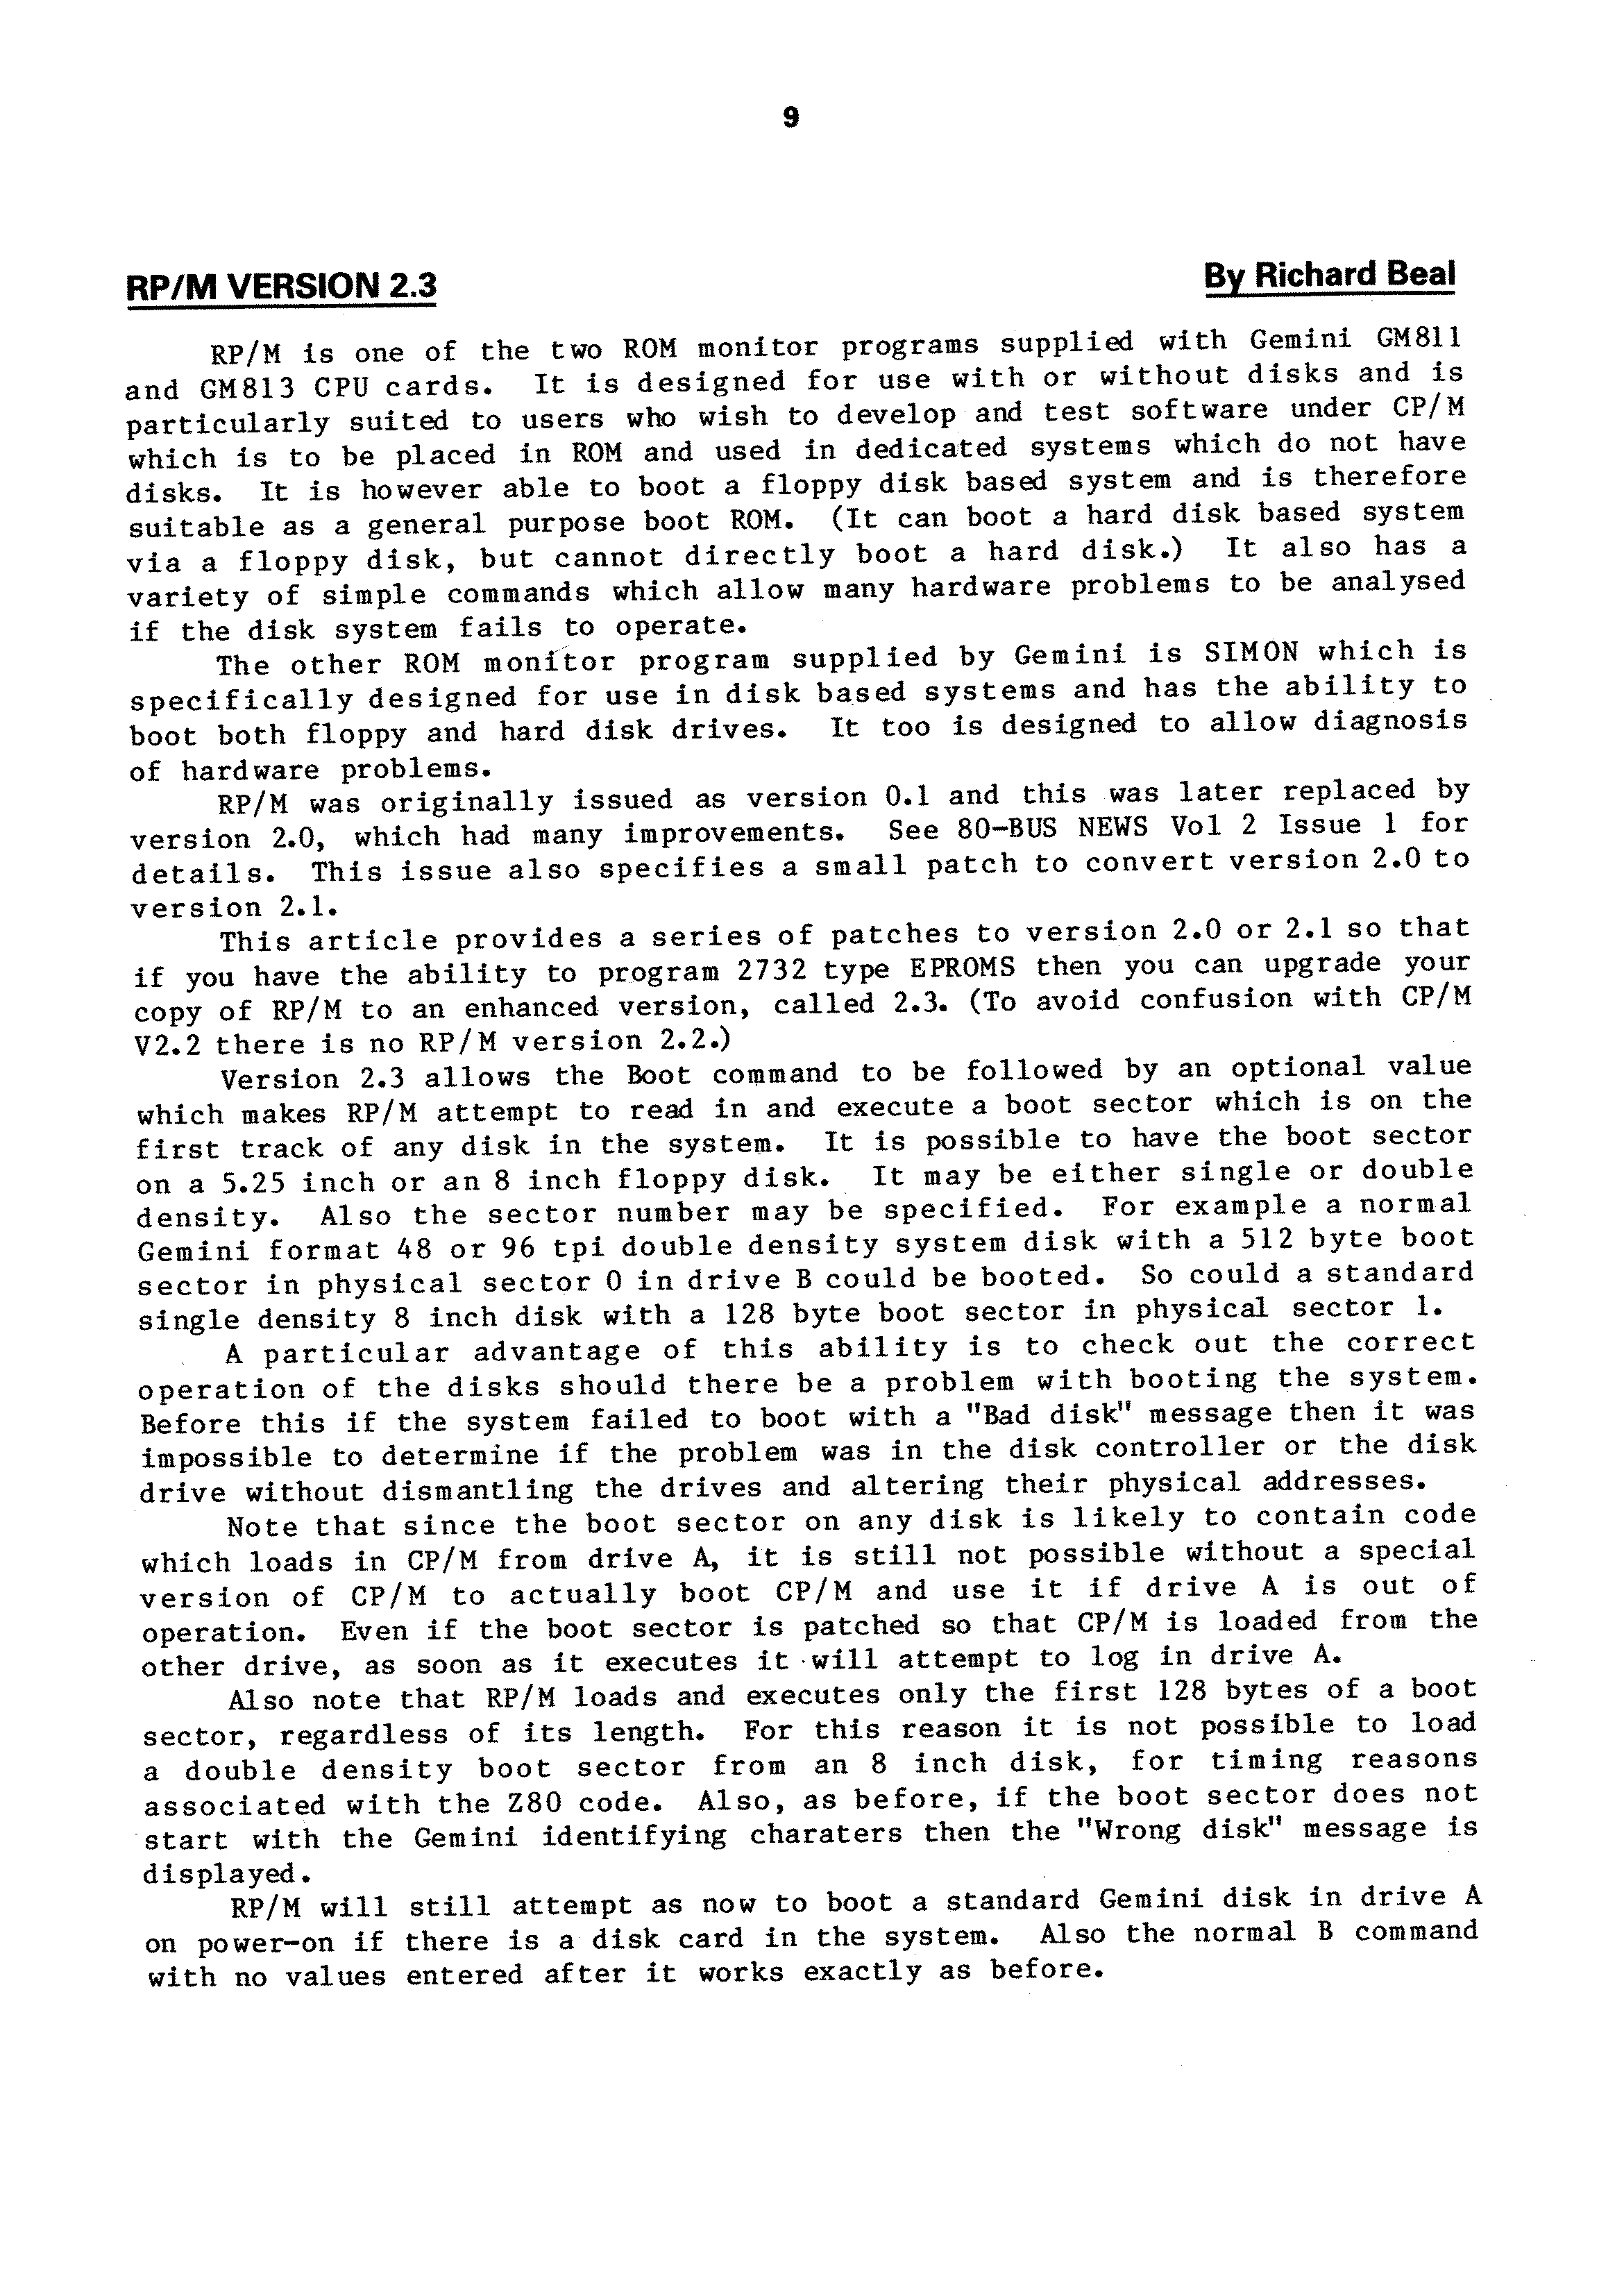 9
RP/M VERSION 2.3 By Richard Beal
RP/M is one of the two ROM monitor programs supplied with Gemini GM811
and GM813 CPU cards. It is designed for use with or without disks and is
particularly suited to users who wish to develop and test software under CP/M
which is to be placed in ROM and used in dedicated systems which do not have
disks. It is however able to boot a floppy disk based system and is therefore
suitable as a general purpose boot ROM. (It can boot a hard disk based system
via a floppy disk, but cannot directly boot a hard disk.) It also has a
variety of simple commands which allow many hardware problems to be analysed
if the disk system fails to operate.
The other ROM monitor program supplied by Gemini is SIMON which is
specifically designed for use in disk based systems and has the ability to
boot both floppy and hard disk drives. It too is designed to allow diagnosis
of hardware problems.
RP/M was originally issued as version 0.1 and this was later replaced by
version 2.0, which had many improvements. See 80-BUS NEWS Vol 2 Issue 1 for
details. This issue also specifies a small patch to convert version 2.0 to
version 2.1.
This article provides a series of patches to version 2.0 or 2.1 so that
if you have the ability to program 2732 type EPROMS then you can upgrade your
copy of RP/M to an enhanced version, called 2.3. (To avoid confusion with CP/M
V2.2 there is no RP/M version 2.2.)
Version 2.3 allows the Boot command to be followed by an optional value
which makes RP/M attempt to read in and execute a boot sector which is on the
first track of any disk in the system. It is possible to have the boot sector
on a 5.25 inch or an 8 inch floppy disk. It may be either single or double
density. Also the sector number may be specified. For example a normal
Gemini format 48 or 96 tpi double density system disk with a 512 byte boot
sector in physical sector 0 in drive B could be booted. So could a standard
single density 8 inch disk with a 128 byte boot sector in physical sector 1.
A particular advantage of this ability is to check out the correct
operation of the disks should there be a problem with booting the system.
Before this if the system failed to boot with a "Bad disk" message then it was
impossible to determine if the problem was in the disk controller or the disk
drive without dismantling the drives and altering their physical addresses.
Note that since the boot sector on any disk is likely to contain code
which loads in CP/M from drive A, it is still not possible without a special
version of CP/M to actually boot CP/M and use it if drive A is out of
operation. Even if the boot sector is patched so that CP/M is loaded from the
other drive, as soon as it executes it will attempt to log in drive A.
Also note that RP/M loads and executes only the first 128 bytes of a boot
sector, regardless of its length. For this reason it is not possible to load
a double density boot sector from an 8 inch disk, for timing reasons
associated with the Z80 code. Also, as before, if the boot sector does not
start with the Gemini identifying charaters then the "Wrong disk" message is
displayed.
RP/M will still attempt as now to boot a standard Gemini disk in drive A
on power-on if there is a disk card in the system. Also the normal B command
with no values entered after it works exactly as before.